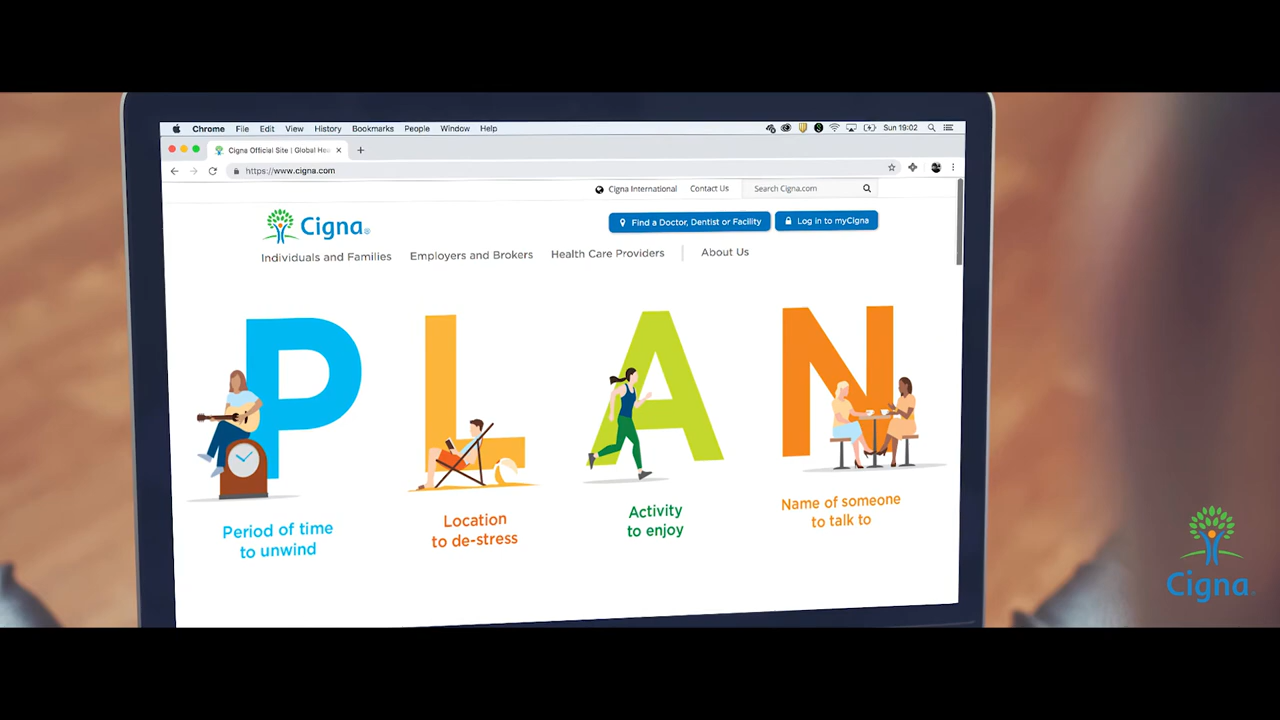 Chrome File Edit View History Bookmarks People Window Help Sun 19:02
Cigna Official Site | Global He
https://www.cigna.com
Cigna International Contact Us Search Cigna.com
Cigna® Find a Doctor, Dentist or Facility Log in to myCigna
Individuals and Families Employers and Brokers Health Care Providers About Us
P L A N
Period of time
to unwind
Location
to de-stress
Activity
to enjoy
Name of someone
to talk to
Cigna